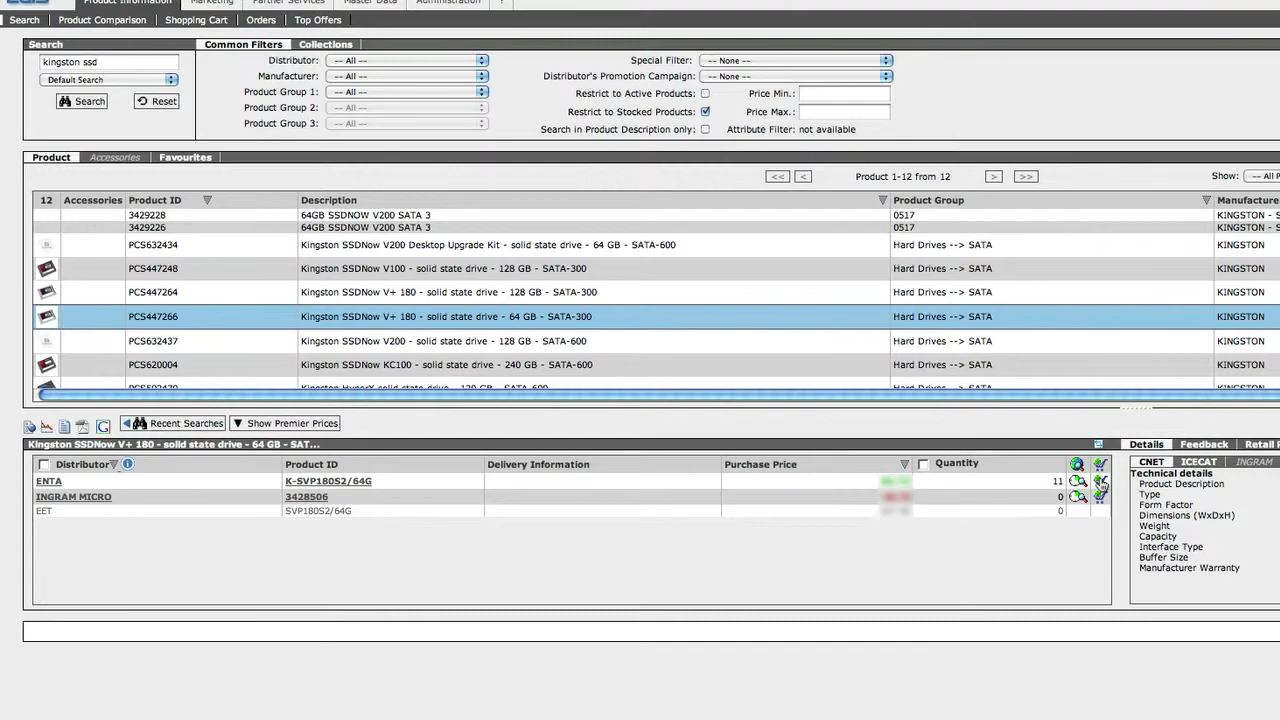 Product Information Marketing Partner Services Master Data Administration ?
Search Product Comparison Shopping Cart Orders Top Offers
Search Common Filters Collections
kingston ssd Distributor: -- All -- Special Filter: -- None --
Default Search Manufacturer: -- All -- Distributor's Promotion Campaign: -- None --
Search Reset Product Group 1: -- All -- Restrict to Active Products: Price Min.:
Product Group 2: -- All -- Restrict to Stocked Products: Price Max.:
Product Group 3: -- All -- Search in Product Description only: Attribute Filter: not available
Product Accessories Favourites
<< < Product 1-12 from 12 > >> Show: -- All P
12 Accessories Product ID Description Product Group Manufacture
3429228 64GB SSDNOW V200 SATA 3 0517 KINGSTON - S
3429226 64GB SSDNOW V200 SATA 3 0517 KINGSTON - S
PCS632434 Kingston SSDNow V200 Desktop Upgrade Kit - solid state drive - 64 GB - SATA-600 Hard Drives --> SATA KINGSTON
PCS447248 Kingston SSDNow V100 - solid state drive - 128 GB - SATA-300 Hard Drives --> SATA KINGSTON
PCS447264 Kingston SSDNow V+ 180 - solid state drive - 128 GB - SATA-300 Hard Drives --> SATA KINGSTON
PCS447266 Kingston SSDNow V+ 180 - solid state drive - 64 GB - SATA-300 Hard Drives --> SATA KINGSTON
PCS632437 Kingston SSDNow V200 - solid state drive - 128 GB - SATA-600 Hard Drives --> SATA KINGSTON
PCS620004 Kingston SSDNow KC100 - solid state drive - 240 GB - SATA-600 Hard Drives --> SATA KINGSTON
Kingston HyperX solid state drive - 120 GB - SATA-600 Hard Drives --> SATA KINGSTON
Recent Searches Show Premier Prices
Kingston SSDNow V+ 180 - solid state drive - 64 GB - SAT... Details Feedback Retail
Distributor Product ID Delivery Information Purchase Price Quantity CNET ICECAT INGRAM
ENTA K-SVP180S2/64G 11
INGRAM MICRO 3428506 0
EET SVP180S2/64G 0
Technical details
Product Description
Type
Form Factor
Dimensions (WxDxH)
Weight
Capacity
Interface Type
Buffer Size
Manufacturer Warranty